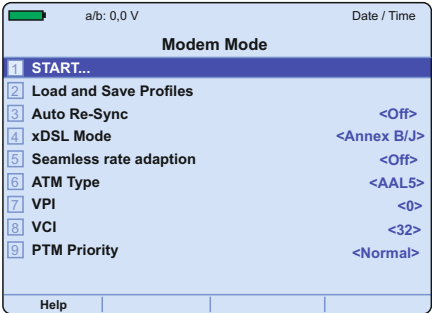 a/b: 0,0 V Date / Time
Modem Mode
1 START...
2 Load and Save Profiles
3 Auto Re-Sync <Off>
4 xDSL Mode <Annex B/J>
5 Seamless rate adaption <Off>
6 ATM Type <AAL5>
7 VPI <0>
8 VCI <32>
9 PTM Priority <Normal>
Help